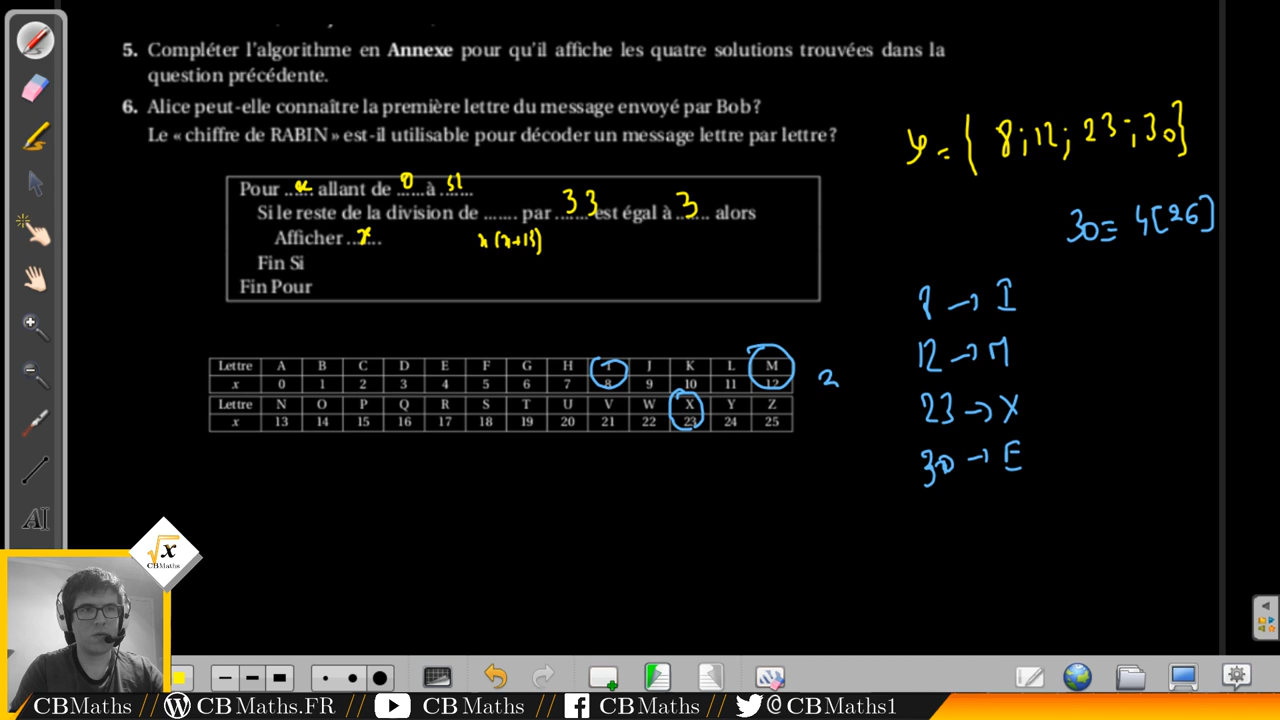 5. Compléter l'algorithme en Annexe pour qu'il affiche les quatre solutions trouvées dans la
question précédente.
6. Alice peut-elle connaître la première lettre du message envoyé par Bob?
Le « chiffre de RABIN » est-il utilisable pour décoder un message lettre par lettre?
𝒮 = { 8; 12; 23; 30}
30 ≡ 4[26]
Pour ...x... allant de ...0... à ...........
Si le reste de la division de ....... par ...33... est égal à ...3... alors
x(x+13)
Afficher ...x...
Fin Si
Fin Pour
8 → I
12 → M
23 → X
30 → E
Lettre A B C D E F G H I J K L M
x 0 1 2 3 4 5 6 7 8 9 10 11 12
Lettre N O P Q R S T U V W X Y Z
x 13 14 15 16 17 18 19 20 21 22 23 24 25
AI
√x
CBMaths
CBMaths CBMaths.FR CBMaths CBMaths @CBMaths1